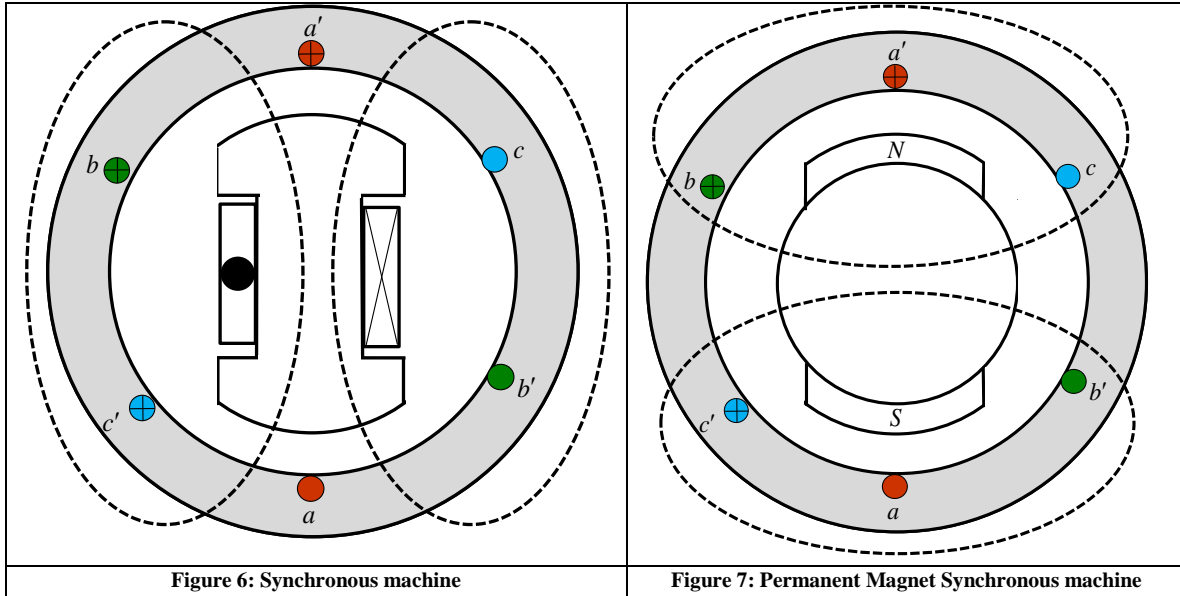 a′
b
c
c′
b′
a
Figure 6: Synchronous machine
a′
N
b
c
c′
S
b′
a
Figure 7: Permanent Magnet Synchronous machine